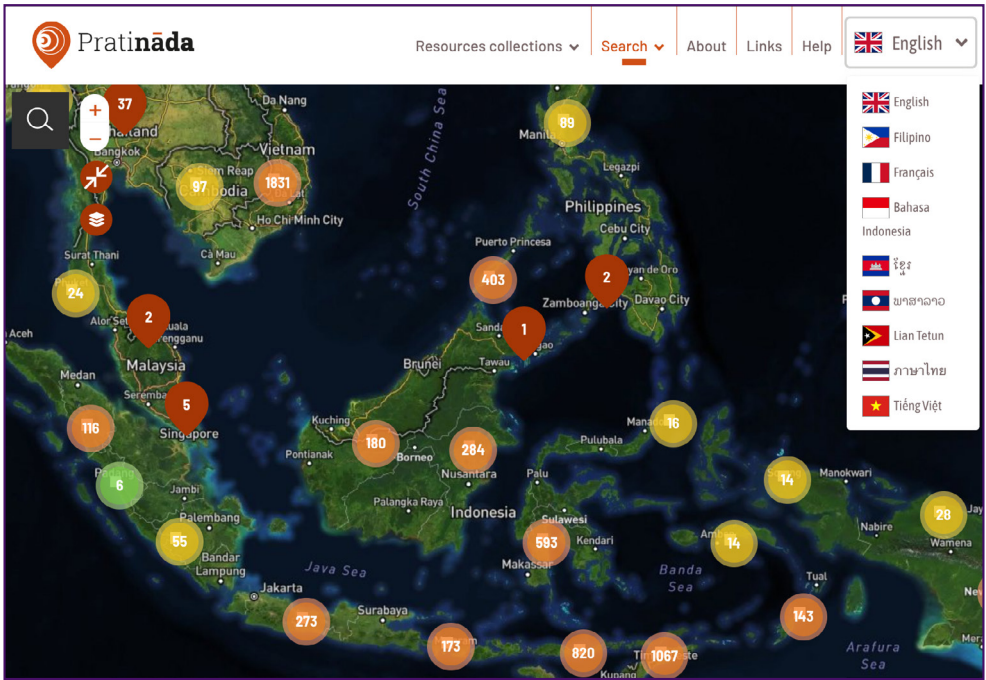 Pratināda
Resources collections
Search
About
Links
Help
English
English
Filipino
Français
Bahasa
Indonesia
ខ្មែរ
ພາສາລາວ
Lian Tetun
ภาษาไทย
Tiếng Việt
+
−
37
Da Nang
Bangkok
Vietnam
Siem Reap
97
1831
Ho Chi Minh City
South China Sea
89
Manila
Legazpi
Philippines
Cebu City
Puerto Princesa
Surat Thani
Cà Mau
24
403
2
Zamboanga City
Davao City
2
1
Malaysia
Brunei
Tawau
Medan
5
Singapore
116
Kuching
180
Borneo
284
Nusantara
16
Pulubala
Pontianak
Palu
14
Manokwari
6
Jambi
Palangka Raya
Indonesia
Sulawesi
Palembang
55
593
Kendari
14
28
Nabire
Wamena
Bandar
Lampung
Java Sea
Makassar
Banda
Sea
Tual
Jakarta
273
Surabaya
173
820
1067
143
Kupang
Arafura
Sea